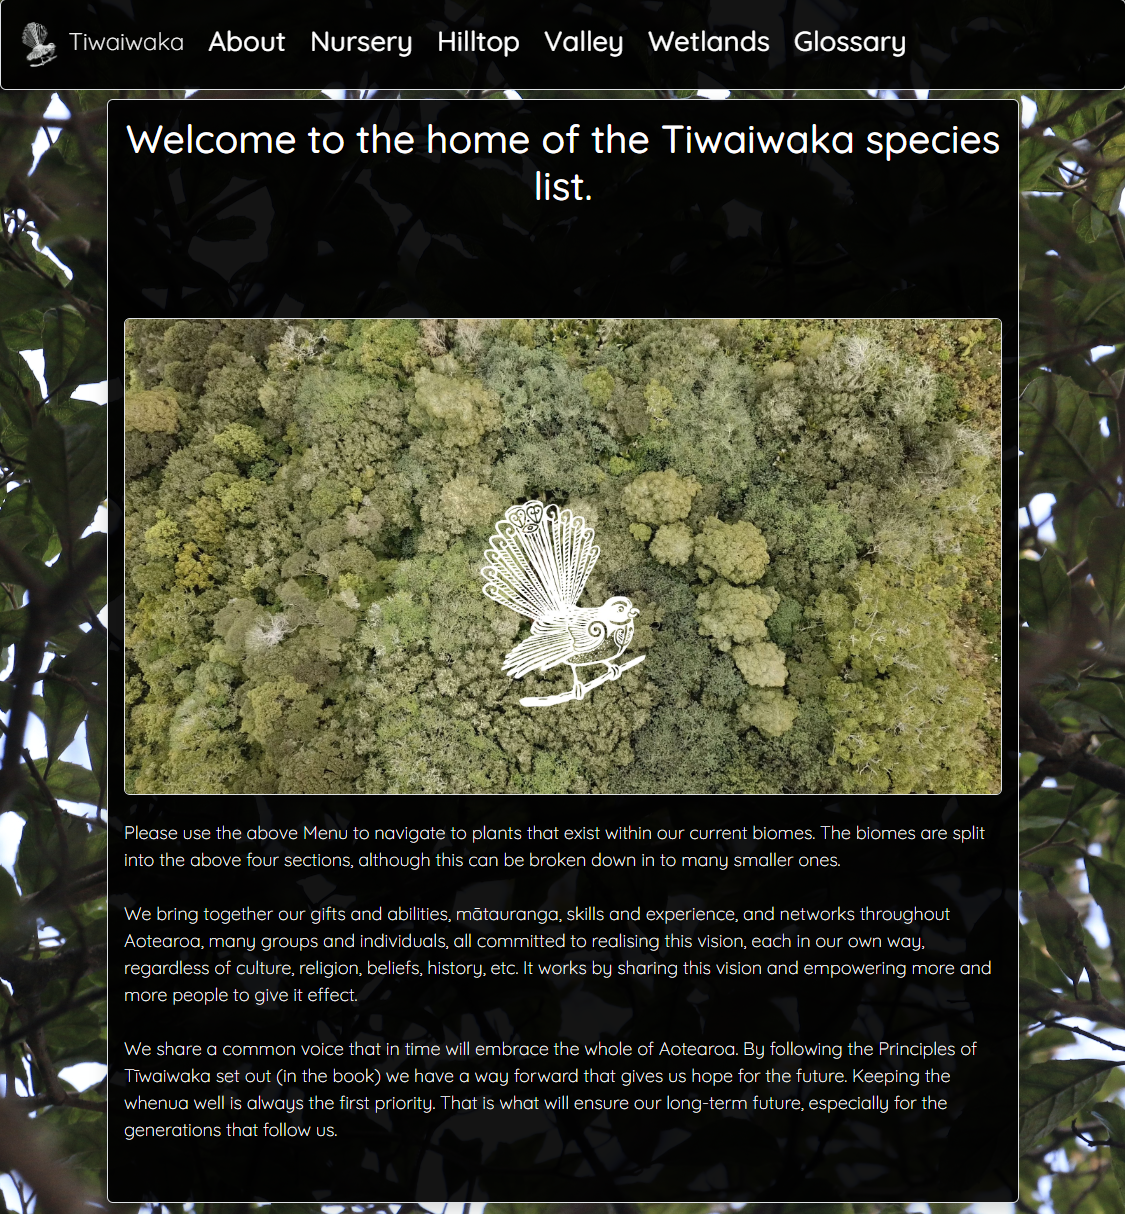 Tiwaiwaka About Nursery Hilltop Valley Wetlands Glossary
Welcome to the home of the Tiwaiwaka species
list.
Please use the above Menu to navigate to plants that exist within our current biomes. The biomes are split
into the above four sections, although this can be broken down in to many smaller ones.
We bring together our gifts and abilities, mātauranga, skills and experience, and networks throughout
Aotearoa, many groups and individuals, all committed to realising this vision, each in our own way,
regardless of culture, religion, beliefs, history, etc. It works by sharing this vision and empowering more and
more people to give it effect.
We share a common voice that in time will embrace the whole of Aotearoa. By following the Principles of
Tīwaiwaka set out (in the book) we have a way forward that gives us hope for the future. Keeping the
whenua well is always the first priority. That is what will ensure our long-term future, especially for the
generations that follow us.